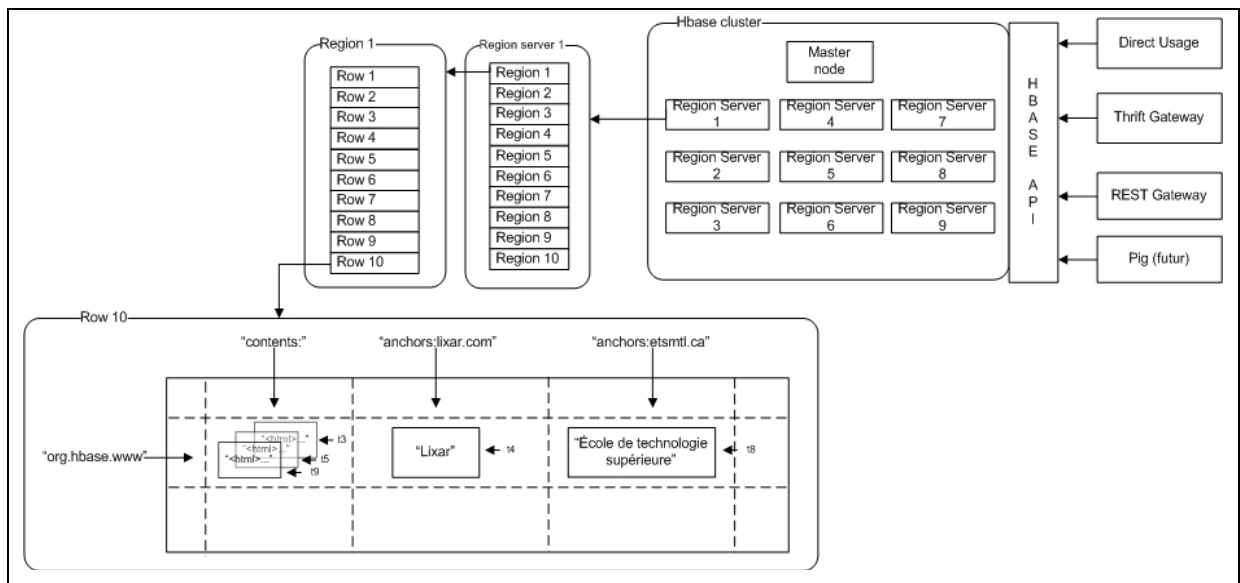 Hbase cluster
Region 1
Region server 1
Master
node
Direct Usage
Thrift Gateway
REST Gateway
Pig (futur)
H
B
A
S
E
A
P
I
Row 1
Row 2
Row 3
Row 4
Row 5
Row 6
Row 7
Row 8
Row 9
Row 10
Region 1
Region 2
Region 3
Region 4
Region 5
Region 6
Region 7
Region 8
Region 9
Region 10
Region Server
1
Region Server
4
Region Server
7
Region Server
2
Region Server
5
Region Server
8
Region Server
3
Region Server
6
Region Server
9
Row 10
“contents:”
“anchors:lixar.com”
“anchors:etsmtl.ca”
“org.hbase.www”
“<html>...”
t3
“<html>...”
t5
“<html>...”
t9
“Lixar”
t4
“École de technologie
supérieure”
t8